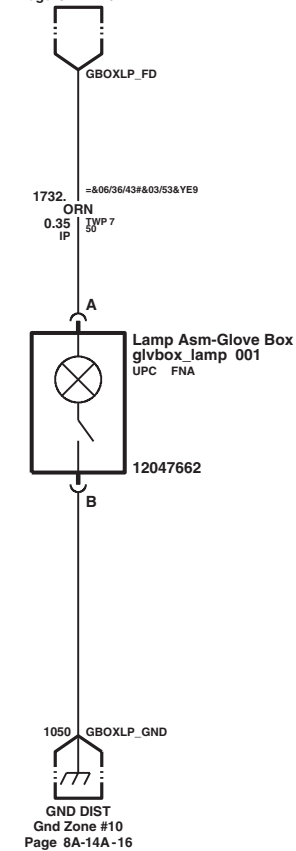 GBOXLP_FD
=&06/36/43#&03/53&YE9
1732.
ORN
0.35 TWP 7
IP 50
A
Lamp Asm-Glove Box
glvbox_lamp 001
UPC FNA
12047662
B
1050 GBOXLP_GND
GND DIST
Gnd Zone #10
Page 8A-14A-16